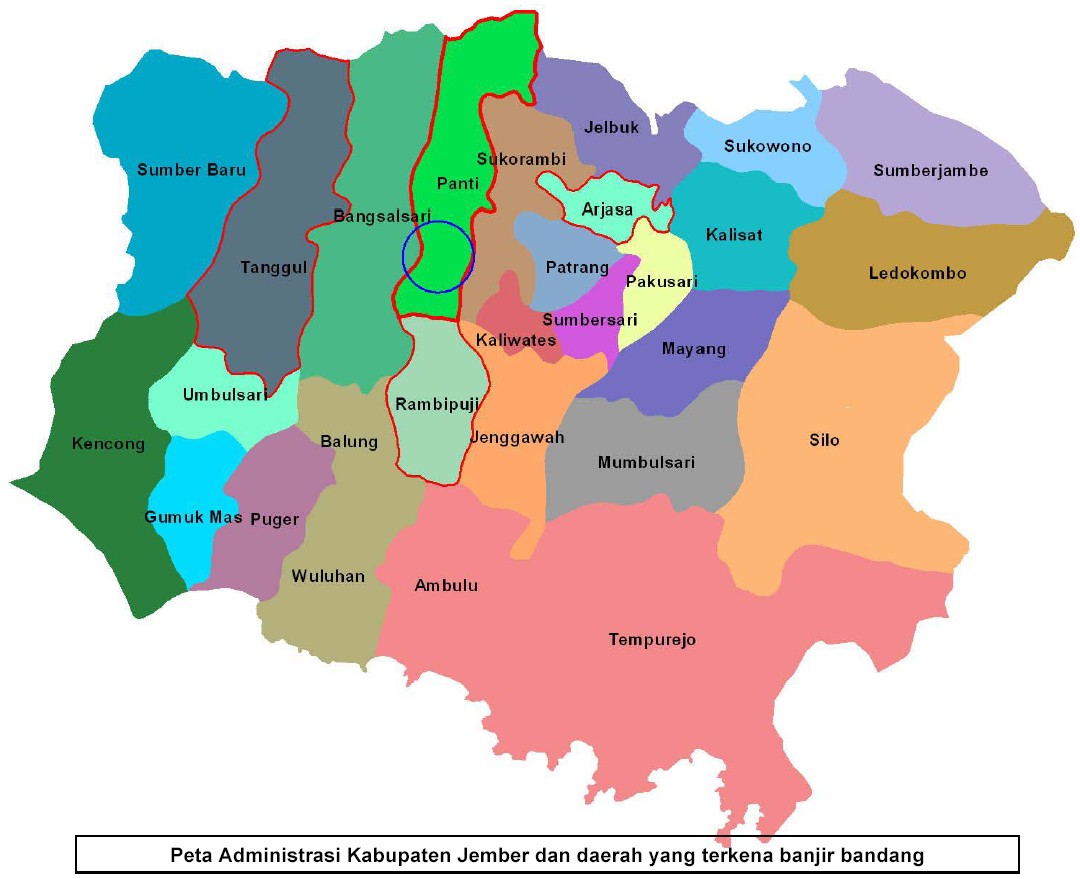 Jelbuk
Sukowono
Sukorambi
Sumber Baru
Sumberjambe
Panti
Arjasa
Bangsalsari
Kalisat
Tanggul
Patrang
Ledokombo
Pakusari
Sumbersari
Kaliwates
Mayang
Umbulsari
Rambipuji
Kencong
Balung
Jenggawah
Silo
Mumbulsari
Gumuk Mas
Puger
Wuluhan
Ambulu
Tempurejo
Peta Administrasi Kabupaten Jember dan daerah yang terkena banjir bandang